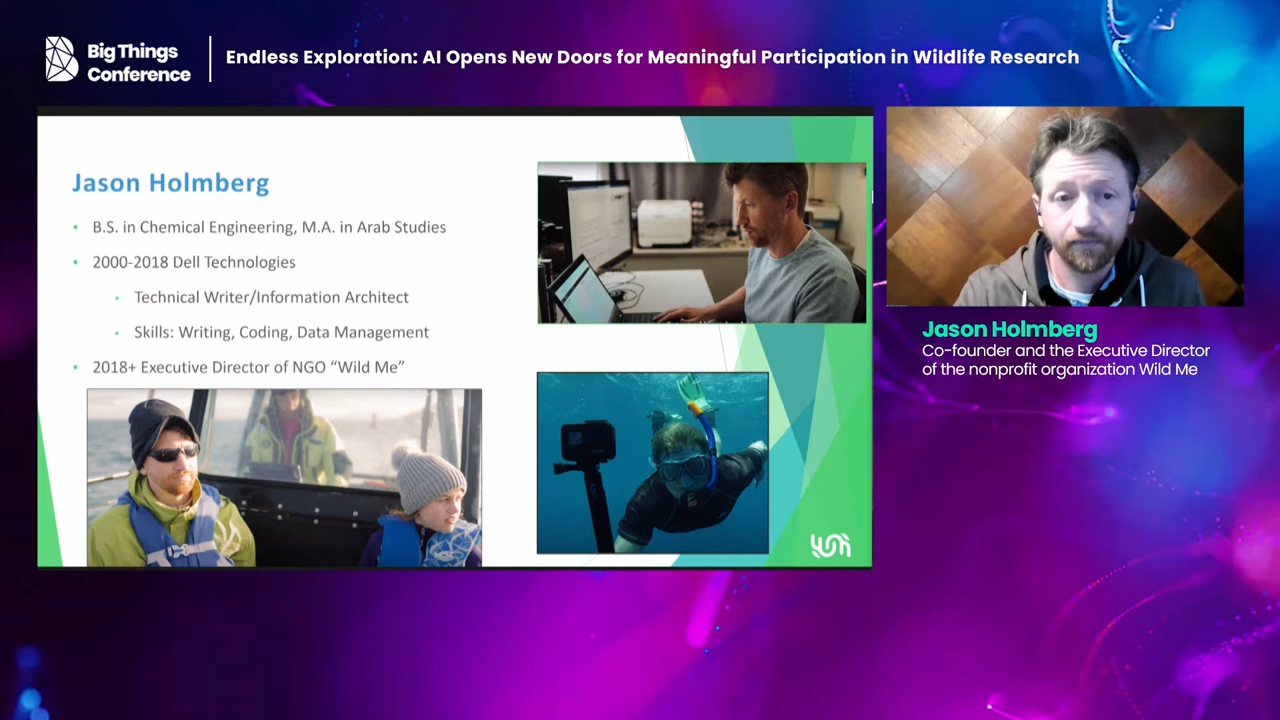 Big Things
Conference
Endless Exploration: AI Opens New Doors for Meaningful Participation in Wildlife Research
Jason Holmberg
B.S. in Chemical Engineering, M.A. in Arab Studies
2000-2018 Dell Technologies
Technical Writer/Information Architect
Skills: Writing, Coding, Data Management
2018+ Executive Director of NGO “Wild Me”
Jason Holmberg
Co-founder and the Executive Director
of the nonprofit organization Wild Me